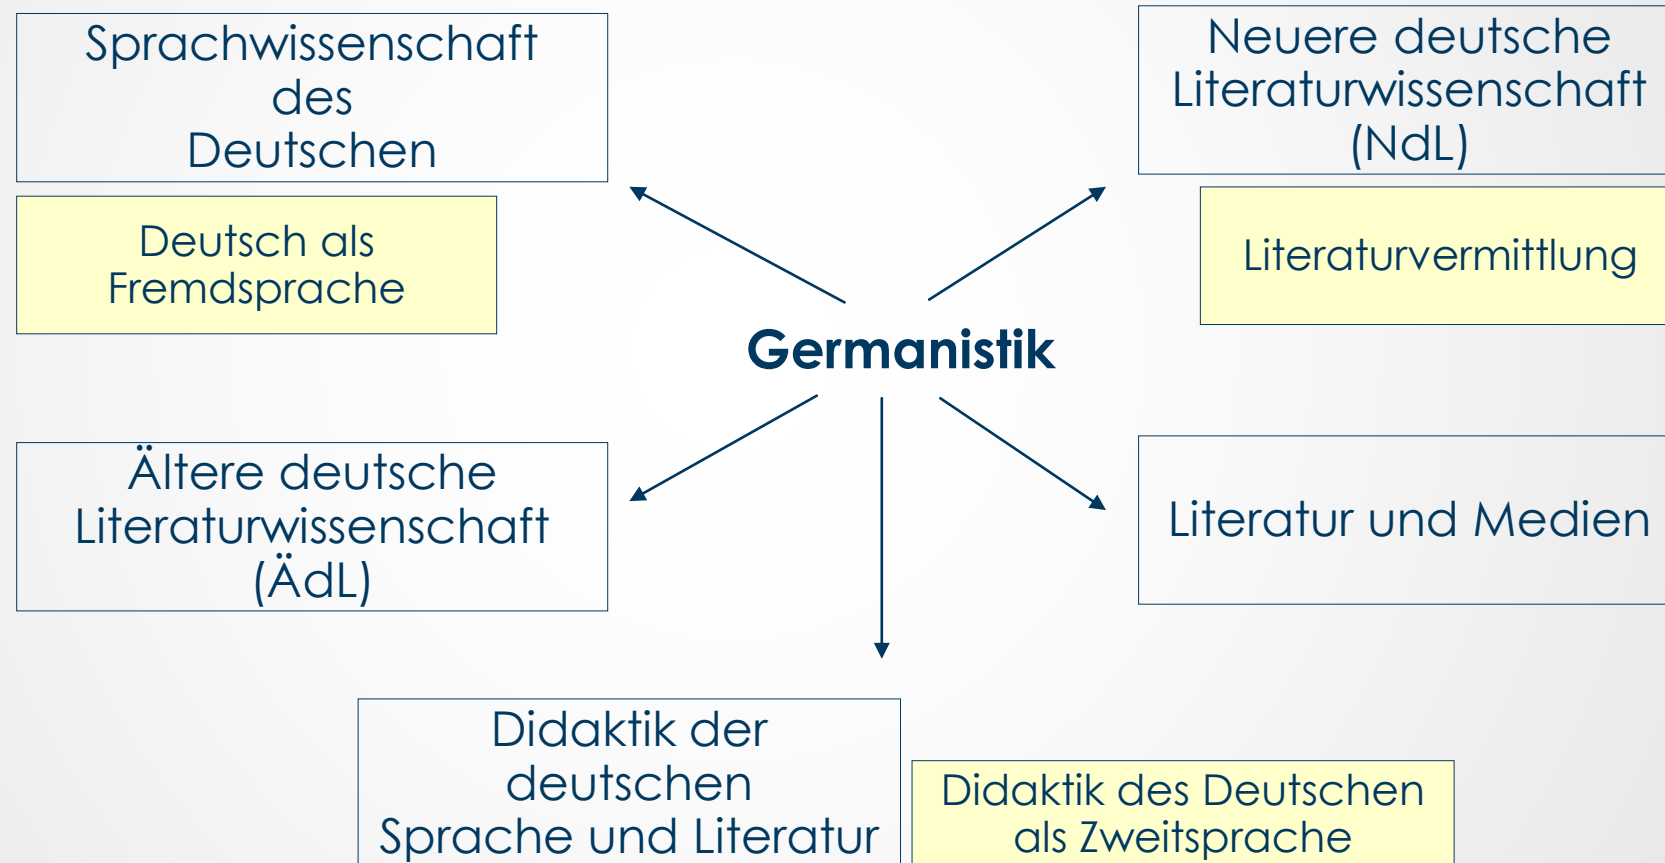 Sprachwissenschaft
des
Deutschen
Deutsch als
Fremdsprache
Neuere deutsche
Literaturwissenschaft
(NdL)
Literaturvermittlung
Germanistik
Ältere deutsche
Literaturwissenschaft
(ÄdL)
Literatur und Medien
Didaktik der
deutschen
Sprache und Literatur
Didaktik des Deutschen
als Zweitsprache